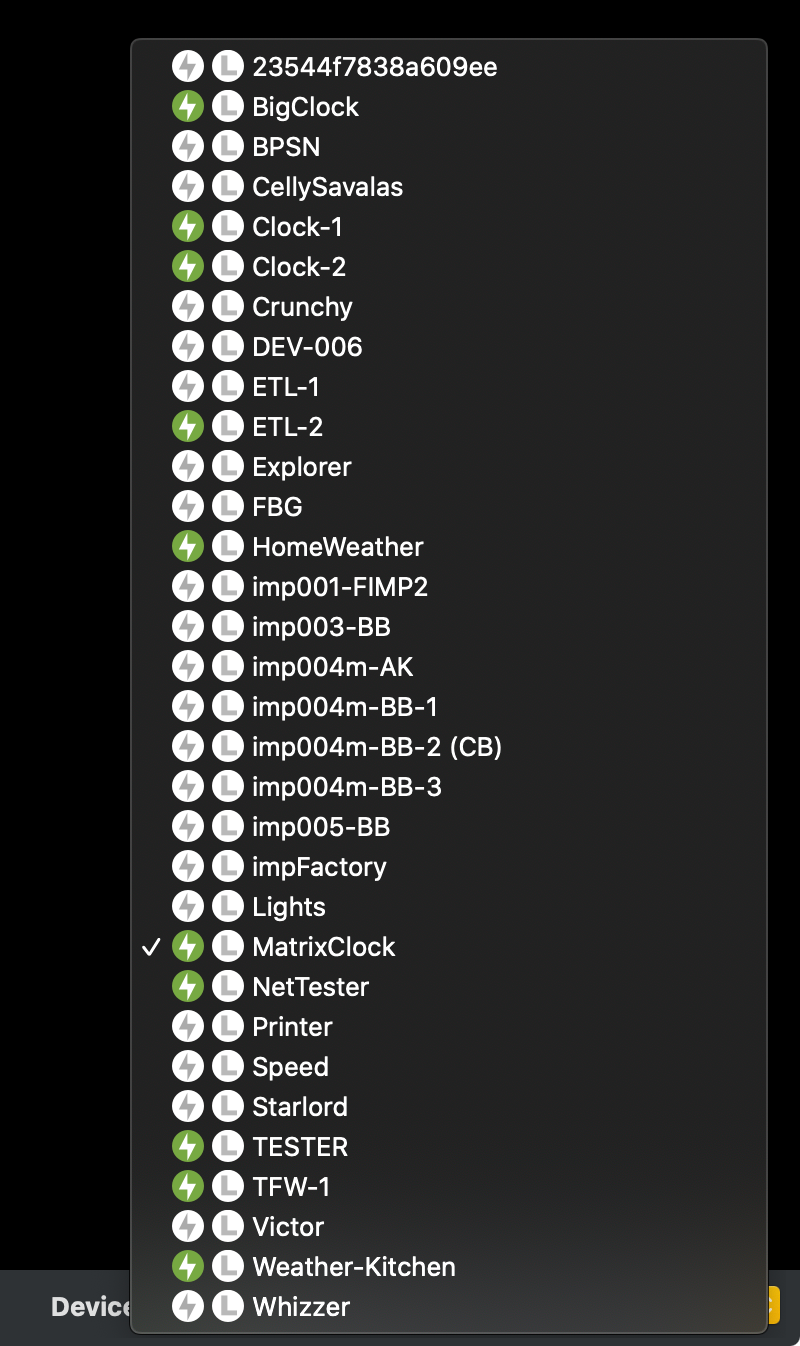 23544f7838a609ee
BigClock
BPSN
CellySavalas
Clock-1
Clock-2
Crunchy
DEV-006
ETL-1
ETL-2
Explorer
FBG
HomeWeather
imp001-FIMP2
imp003-BB
imp004m-AK
imp004m-BB-1
imp004m-BB-2 (CB)
imp004m-BB-3
imp005-BB
impFactory
Lights
MatrixClock
NetTester
Printer
Speed
Starlord
TESTER
TFW-1
Victor
Weather-Kitchen
Device
Whizzer